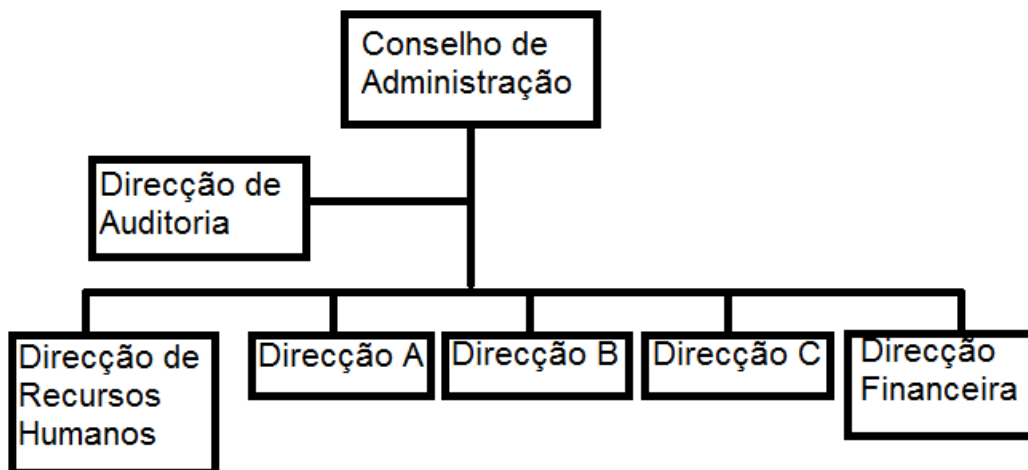 Conselho de
Administração
Direcção de
Auditoria
Direcção de
Recursos
Humanos
Direcção A
Direcção B
Direcção C
Direcção
Financeira